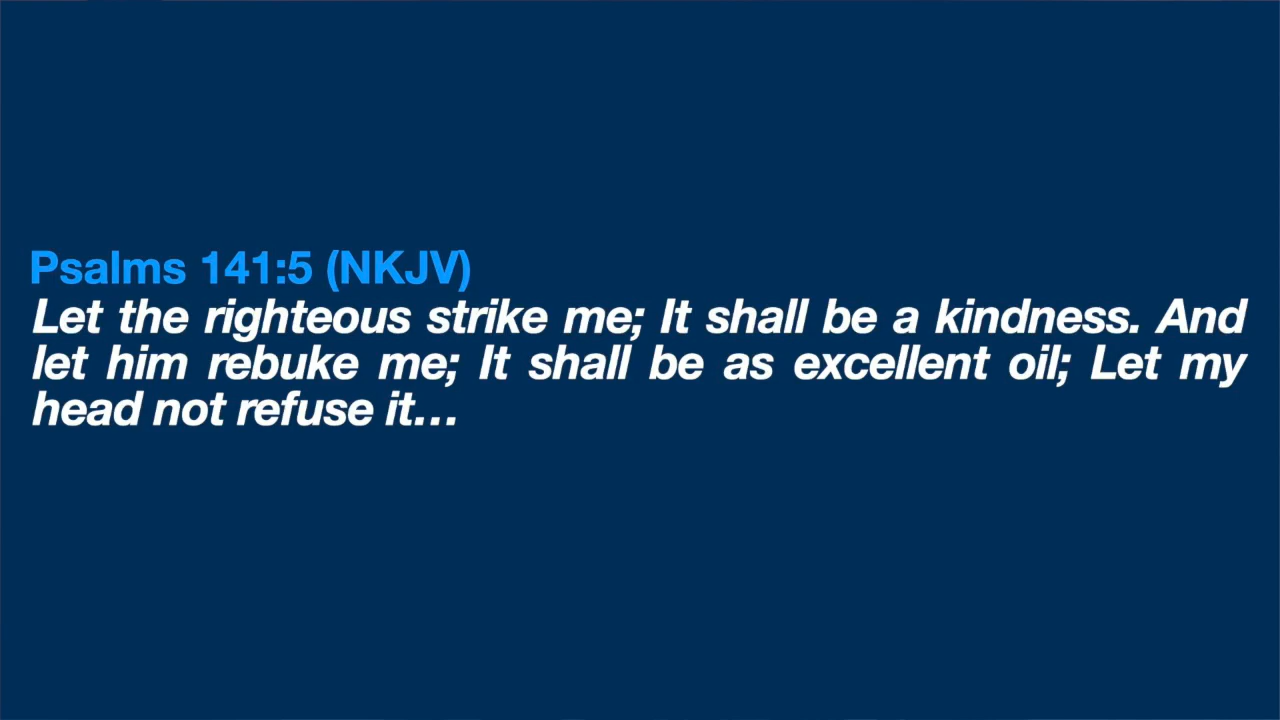 Psalms 141:5 (NKJV)
Let the righteous strike me; It shall be a kindness. And
let him rebuke me; It shall be as excellent oil; Let my
head not refuse it…